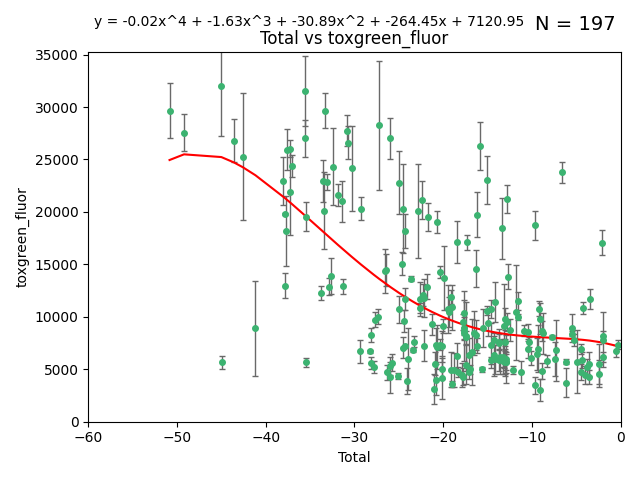 y = -0.02x^4 + -1.63x^3 + -30.89x^2 + -264.45x + 7120.95 N = 197
Total vs toxgreen_fluor
35000
30000
25000
20000
15000
10000
5000
0
toxgreen_fluor
−60 −50 −40 −30 −20 −10 0
Total